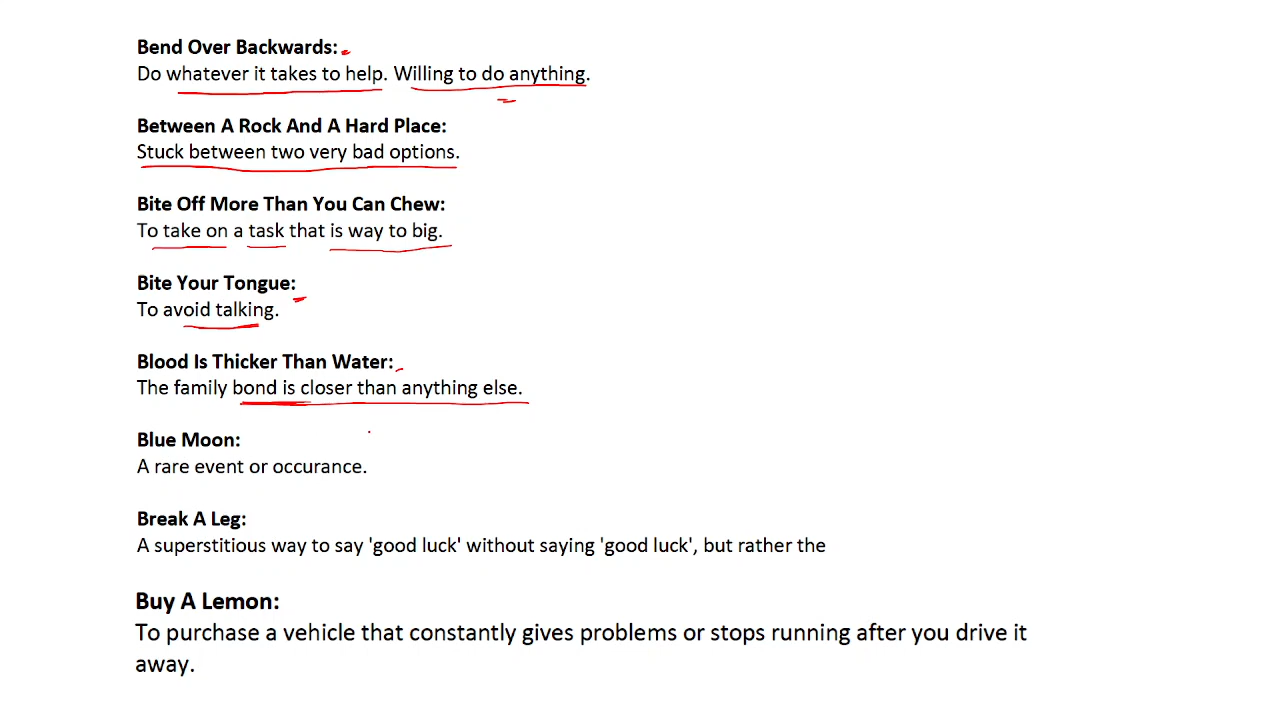 Bend Over Backwards:
Do whatever it takes to help. Willing to do anything.
Between A Rock And A Hard Place:
Stuck between two very bad options.
Bite Off More Than You Can Chew:
To take on a task that is way to big.
Bite Your Tongue:
To avoid talking.
Blood Is Thicker Than Water:
The family bond is closer than anything else.
Blue Moon:
A rare event or occurance.
Break A Leg:
A superstitious way to say 'good luck' without saying 'good luck', but rather the
Buy A Lemon:
To purchase a vehicle that constantly gives problems or stops running after you drive it
away.